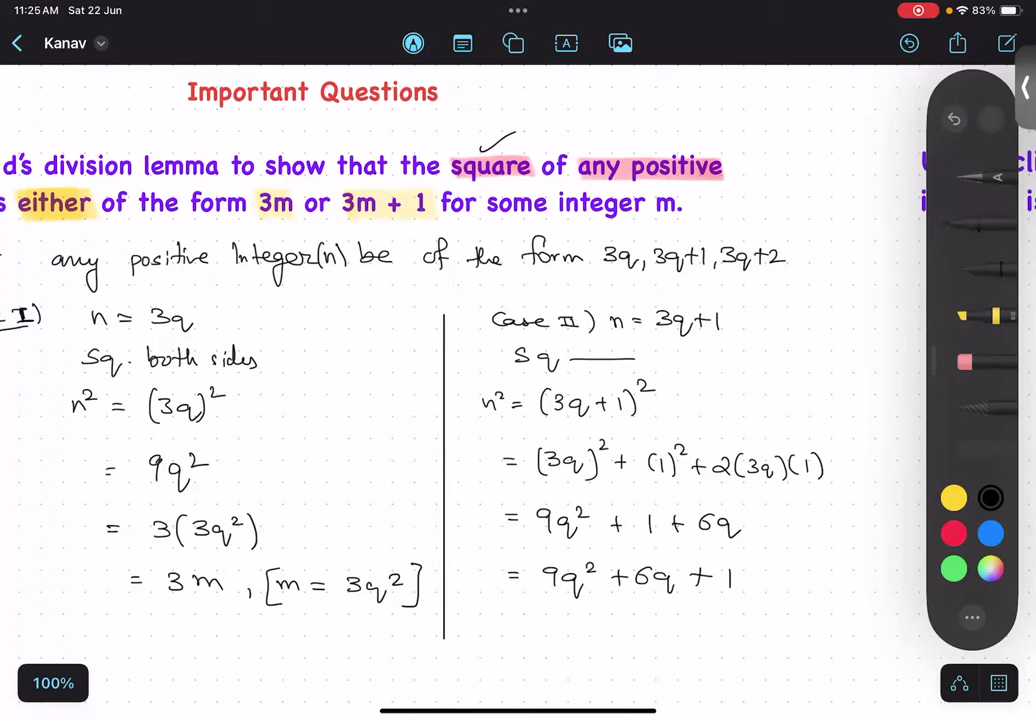 11:25 AM Sat 22 Jun
83%
Kanav
Important Questions
d's division lemma to show that the square of any positive
s either of the form 3m or 3m + 1 for some integer m.
any positive Integer(n) be of the form 3q, 3q+1, 3q+2
I) n = 3q
Sq. both sides
n² = (3q)²
= 9q²
= 3(3q²)
= 3m, [m = 3q²]
Case II) n = 3q+1
Sq
n² = (3q+1)²
= (3q)² + (1)² + 2(3q)(1)
= 9q² + 1 + 6q
= 9q² + 6q + 1
100%